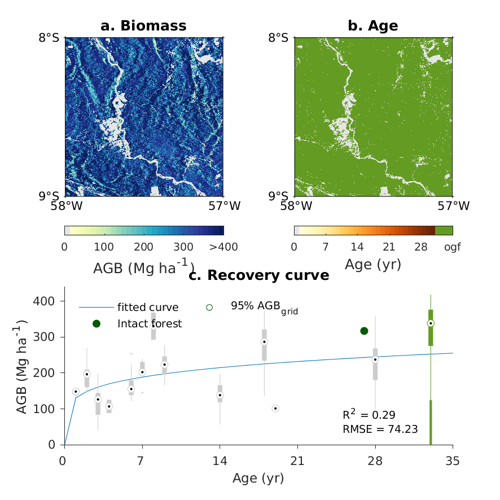 a. Biomass
b. Age
8°S
9°S
58°W
57°W
0 100 200 300 >400
AGB (Mg ha-1)
8°S
9°S
58°W
57°W
0 7 14 21 28 ogf
Age (yr)
c. Recovery curve
fitted curve
95% AGBgrid
Intact forest
R2 = 0.29
RMSE = 74.23
400
300
200
100
0
AGB (Mg ha-1)
0 7 14 21 28 35
Age (yr)